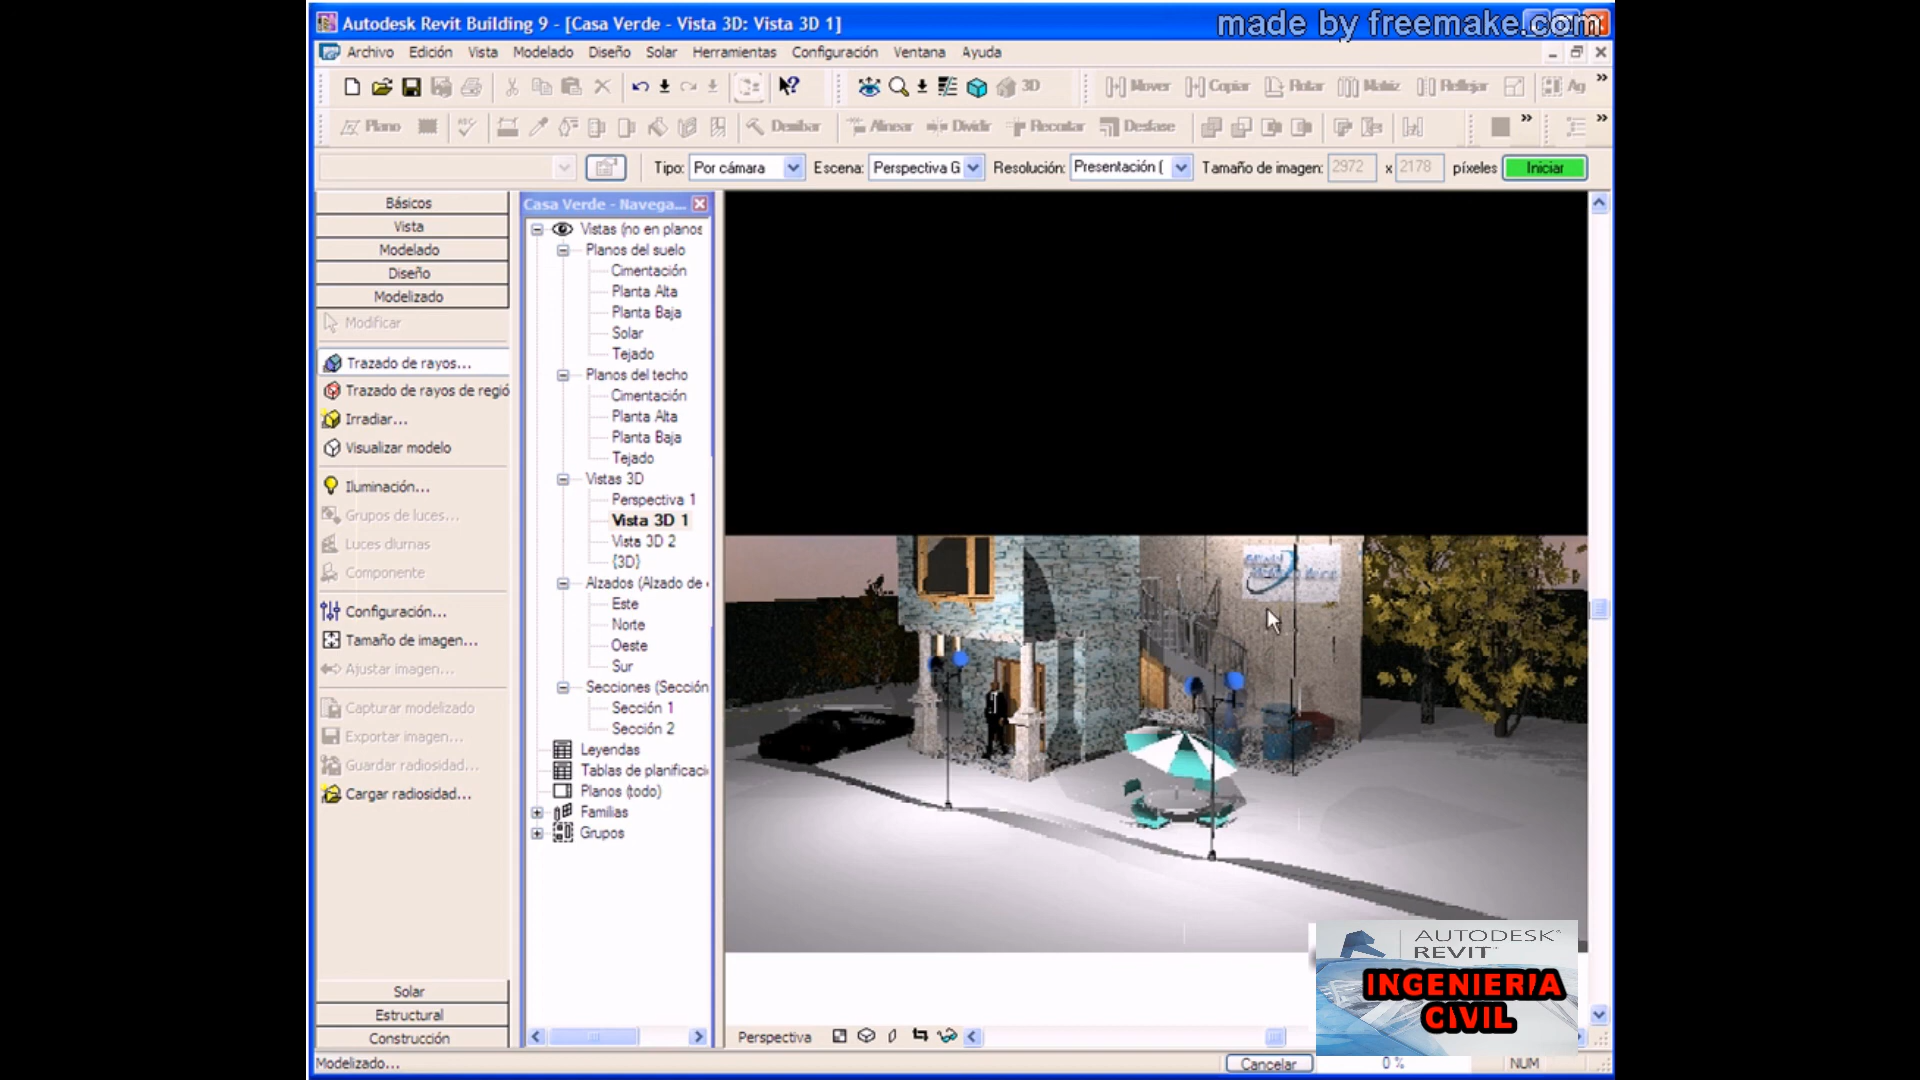 Autodesk Revit Building 9 - [Casa Verde - Vista 3D: Vista 3D 1]
made by freemake.com
Archivo Edición Vista Modelado Diseño Solar Herramientas Configuración Ventana Ayuda
3D Mover Copiar Rotar Matriz Reflejar Ag
Plano Derribar Alinear Dividir Recortar Desfase
Tipo: Por cámara Escena: Perspectiva G Resolución: Presentación ( Tamaño de imagen: 2972 x 2178 píxeles Iniciar
Básicos
Vista
Modelado
Diseño
Modelizado
Modificar
Trazado de rayos...
Trazado de rayos de regió
Irradiar...
Visualizar modelo
Iluminación...
Grupos de luces...
Luces diurnas
Componente
Configuración...
Tamaño de imagen...
Ajustar imagen...
Capturar modelizado
Exportar imagen...
Guardar radiosidad...
Cargar radiosidad...
Solar
Estructural
Construcción
Casa Verde - Navega...
Vistas (no en planos
Planos del suelo
Cimentación
Planta Alta
Planta Baja
Solar
Tejado
Planos del techo
Cimentación
Planta Alta
Planta Baja
Tejado
Vistas 3D
Perspectiva 1
Vista 3D 1
Vista 3D 2
{3D}
Alzados (Alzado de
Este
Norte
Oeste
Sur
Secciones (Sección
Sección 1
Sección 2
Leyendas
Tablas de planificaci
Planos (todo)
Familias
Grupos
Perspectiva
AUTODESK®
REVIT™
INGENIERIA
CIVIL
Modelizado...
Cancelar
0 %
NUM